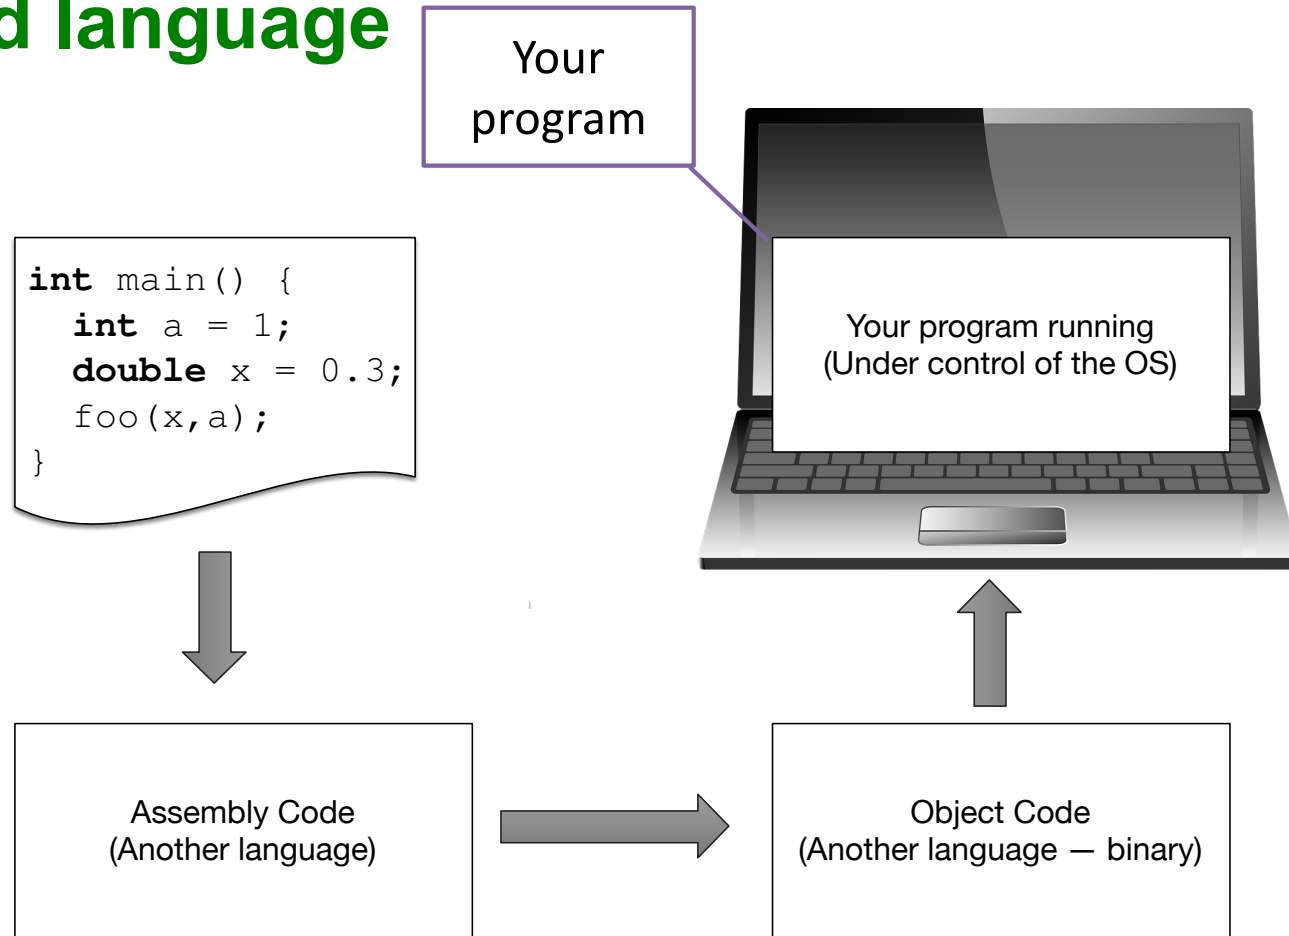 d language
Your
program
int main() {
int a = 1;
double x = 0.3;
foo(x,a);
}
Your program running
(Under control of the OS)
Assembly Code
(Another language)
Object Code
(Another language — binary)